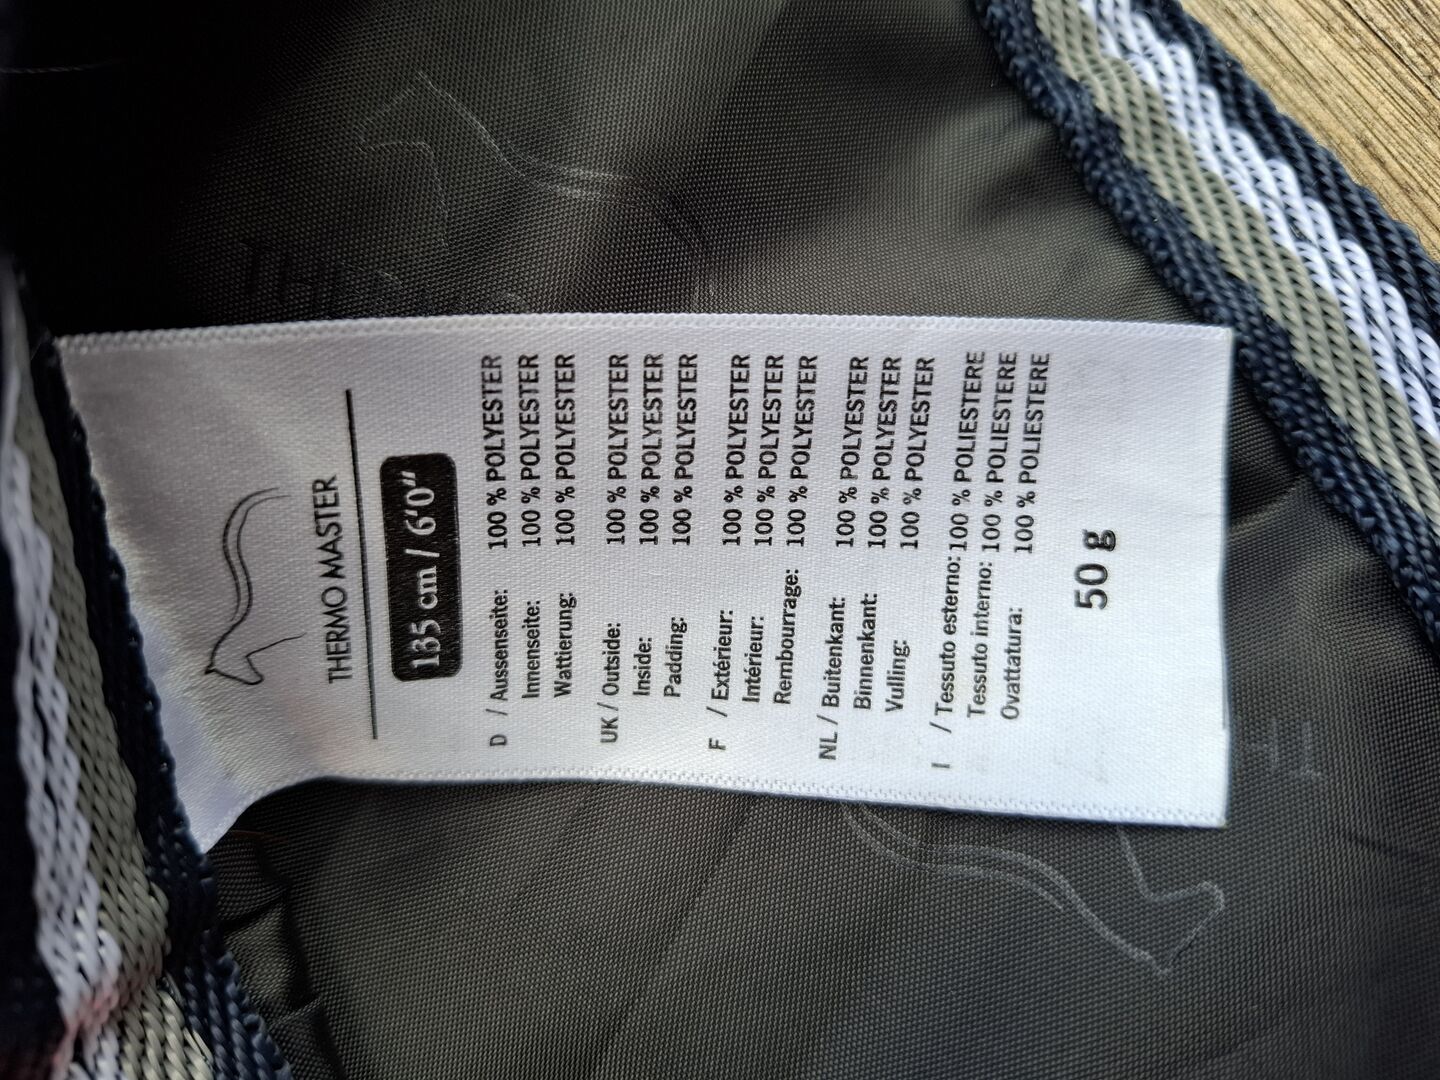 THERMO MASTER
135 cm / 6'0"
D / Aussenseite: 100 % POLYESTER
Innenseite: 100 % POLYESTER
Wattierung: 100 % POLYESTER
UK / Outside: 100 % POLYESTER
Inside: 100 % POLYESTER
Padding: 100 % POLYESTER
F / Extérieur: 100 % POLYESTER
Intérieur: 100 % POLYESTER
Rembourrage: 100 % POLYESTER
NL / Buitenkant: 100 % POLYESTER
Binnenkant: 100 % POLYESTER
Vulling: 100 % POLYESTER
I / Tessuto esterno: 100 % POLIESTERE
Tessuto interno: 100 % POLIESTERE
Ovattatura: 100 % POLIESTERE
50 g